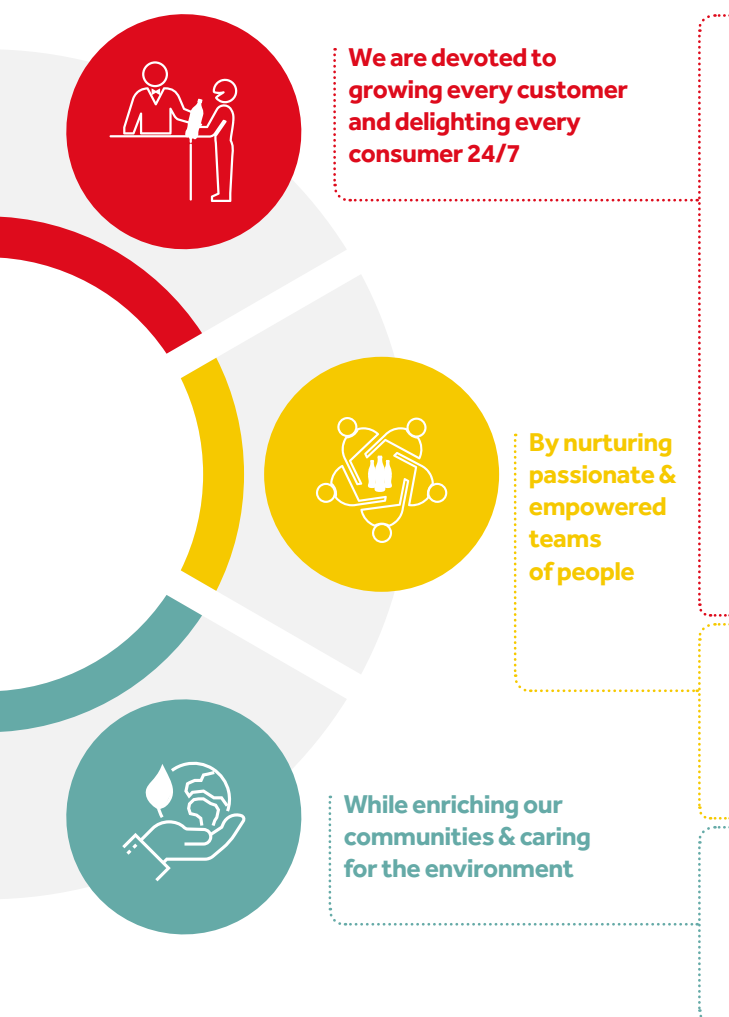 We are devoted to
growing every customer
and delighting every
consumer 24/7
By nurturing
passionate &
empowered
teams
of people
While enriching our
communities & caring
for the environment